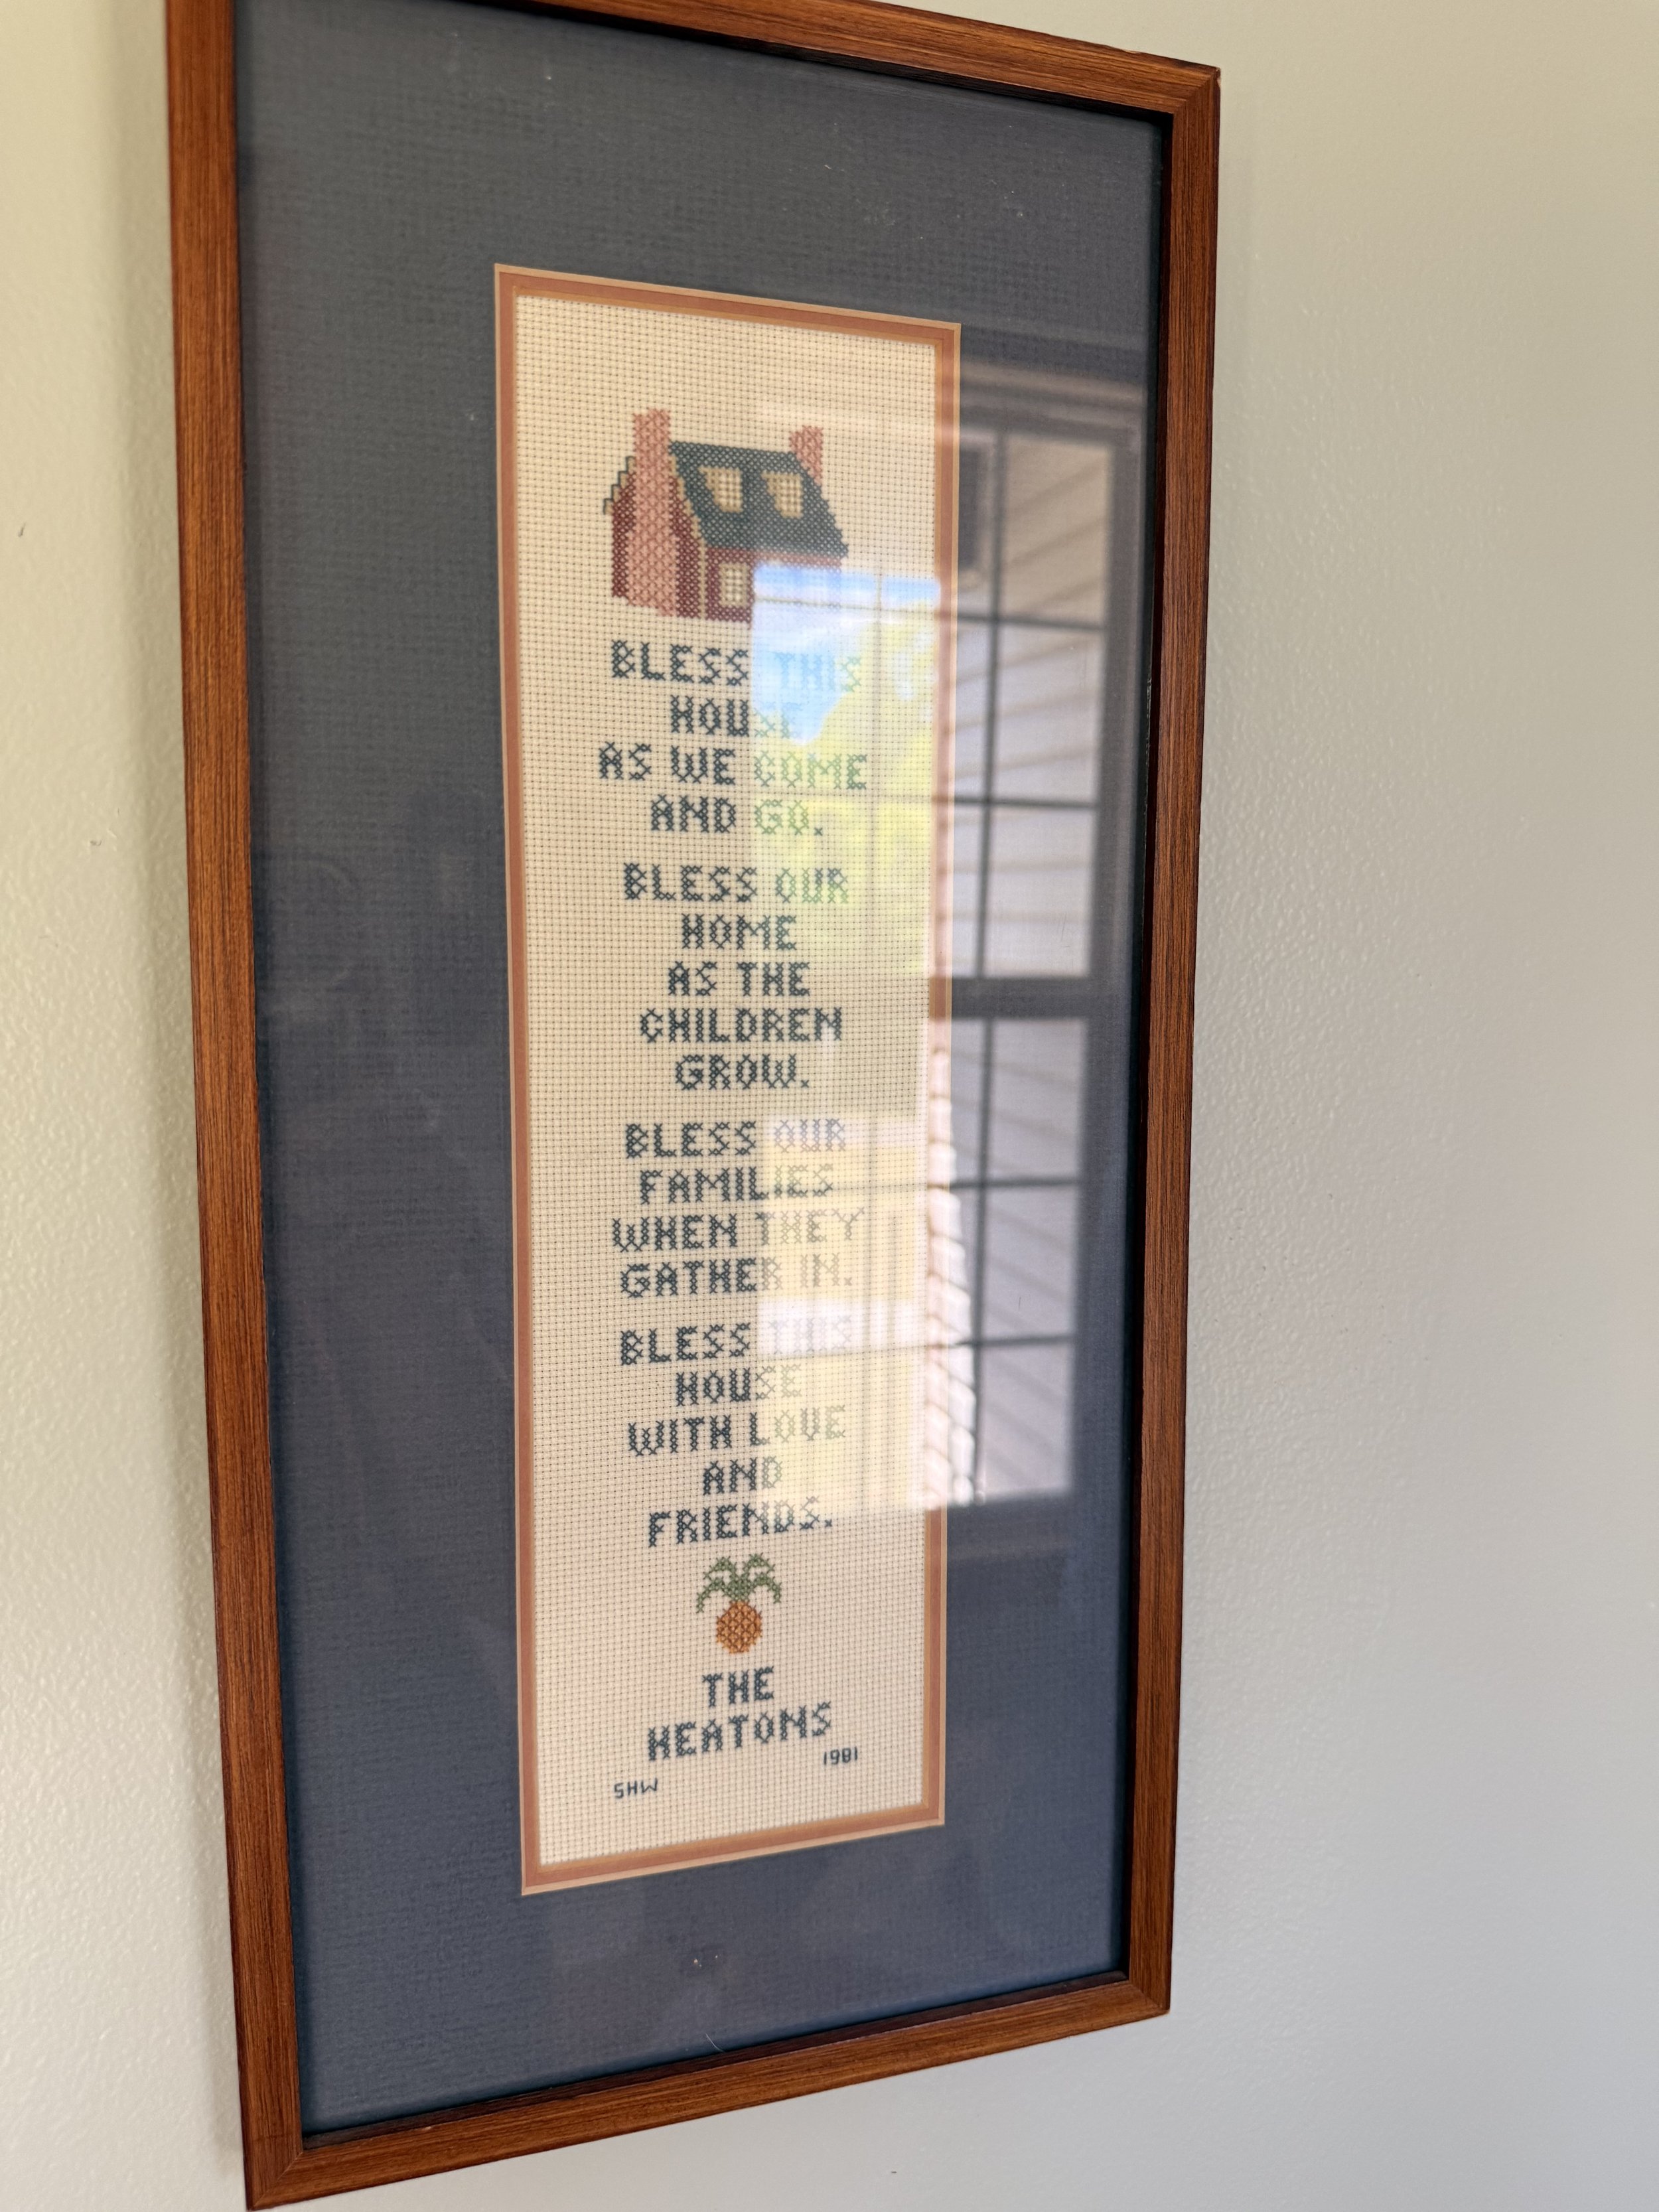 BLESS THIS
HOUSE
AS WE COME
AND GO.
BLESS OUR
HOME
AS THE
CHILDREN
GROW.
BLESS OUR
FAMILIES
WHEN THEY
GATHER IN.
BLESS THIS
HOUSE
WITH LOVE
AND
FRIENDS.
THE
HEATONS
1981
SHW